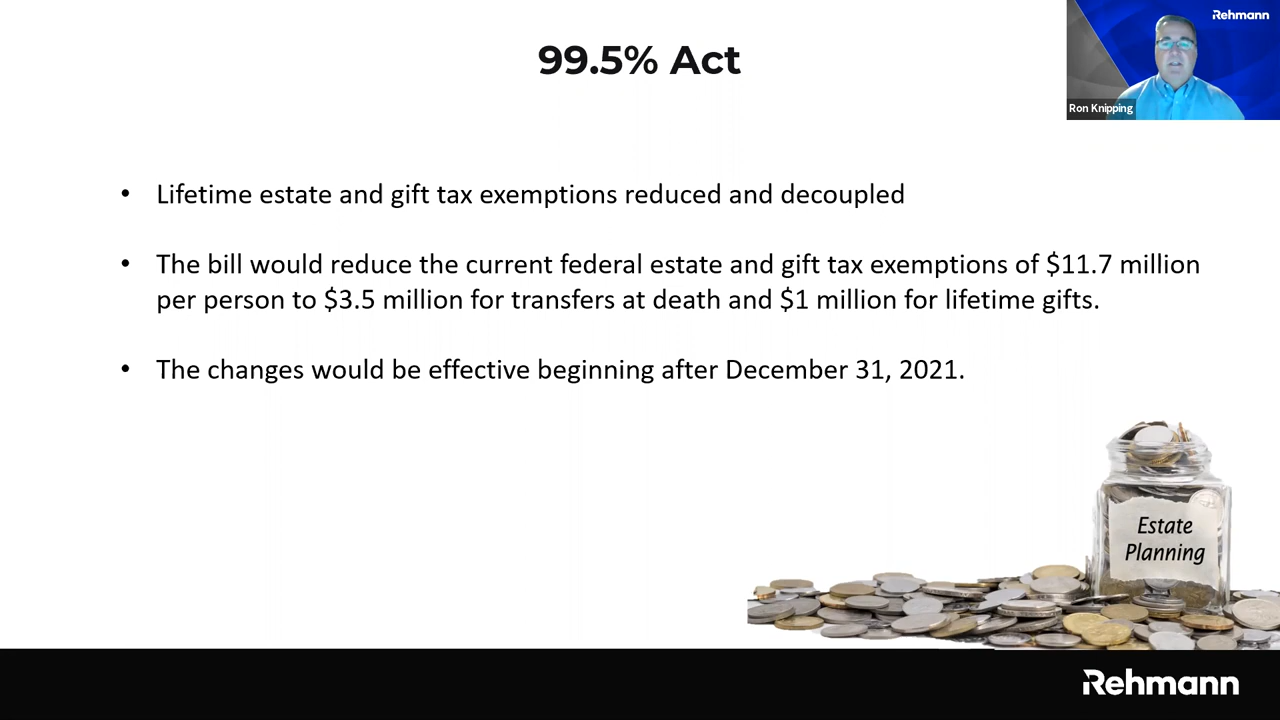 99.5% Act
Rehmann
Ron Knipping
• Lifetime estate and gift tax exemptions reduced and decoupled
• The bill would reduce the current federal estate and gift tax exemptions of $11.7 million
per person to $3.5 million for transfers at death and $1 million for lifetime gifts.
• The changes would be effective beginning after December 31, 2021.
Estate
Planning
Rehmann